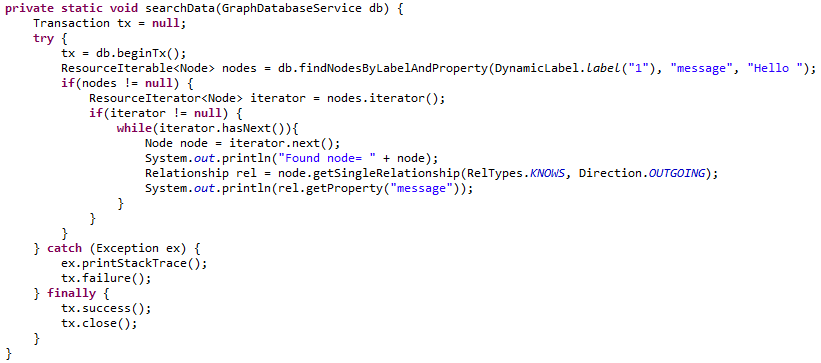 private static void searchData(GraphDatabaseService db) {
    Transaction tx = null;
    try {
        tx = db.beginTx();
        ResourceIterable<Node> nodes = db.findNodesByLabelAndProperty(DynamicLabel.label("1"), "message", "Hello ");
        if(nodes != null) {
            ResourceIterator<Node> iterator = nodes.iterator();
            if(iterator != null) {
                while(iterator.hasNext()){
                    Node node = iterator.next();
                    System.out.println("Found node= " + node);
                    Relationship rel = node.getSingleRelationship(RelTypes.KNOWS, Direction.OUTGOING);
                    System.out.println(rel.getProperty("message"));
                }
            }
        }
    } catch (Exception ex) {
        ex.printStackTrace();
        tx.failure();
    } finally {
        tx.success();
        tx.close();
    }
}